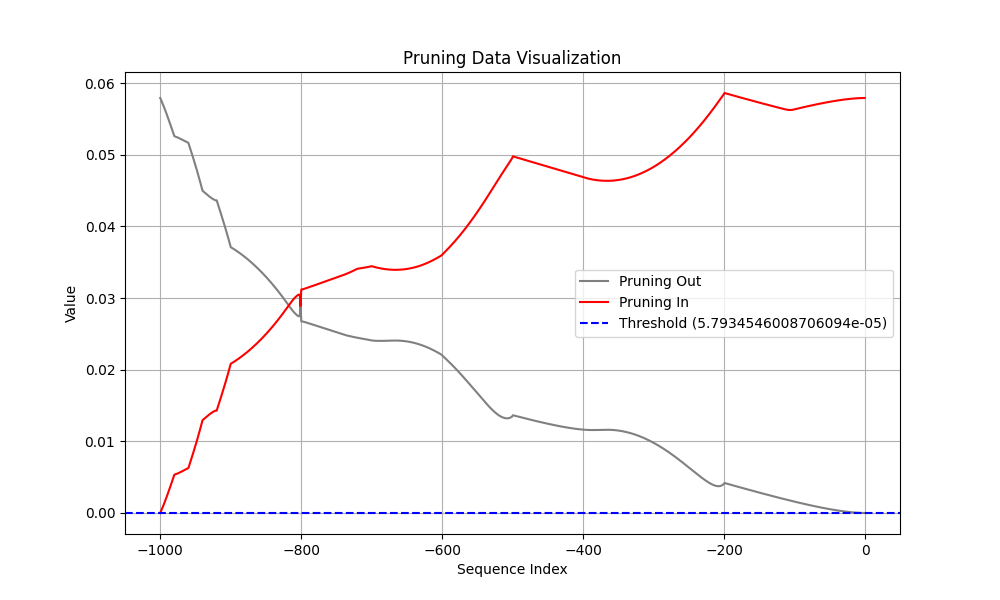 Pruning Data Visualization
0.06
0.05
0.04
0.03
0.02
0.01
0.00
Value
Pruning Out
Pruning In
Threshold (5.7934546008706094e-05)
−1000
−800
−600
−400
−200
0
Sequence Index